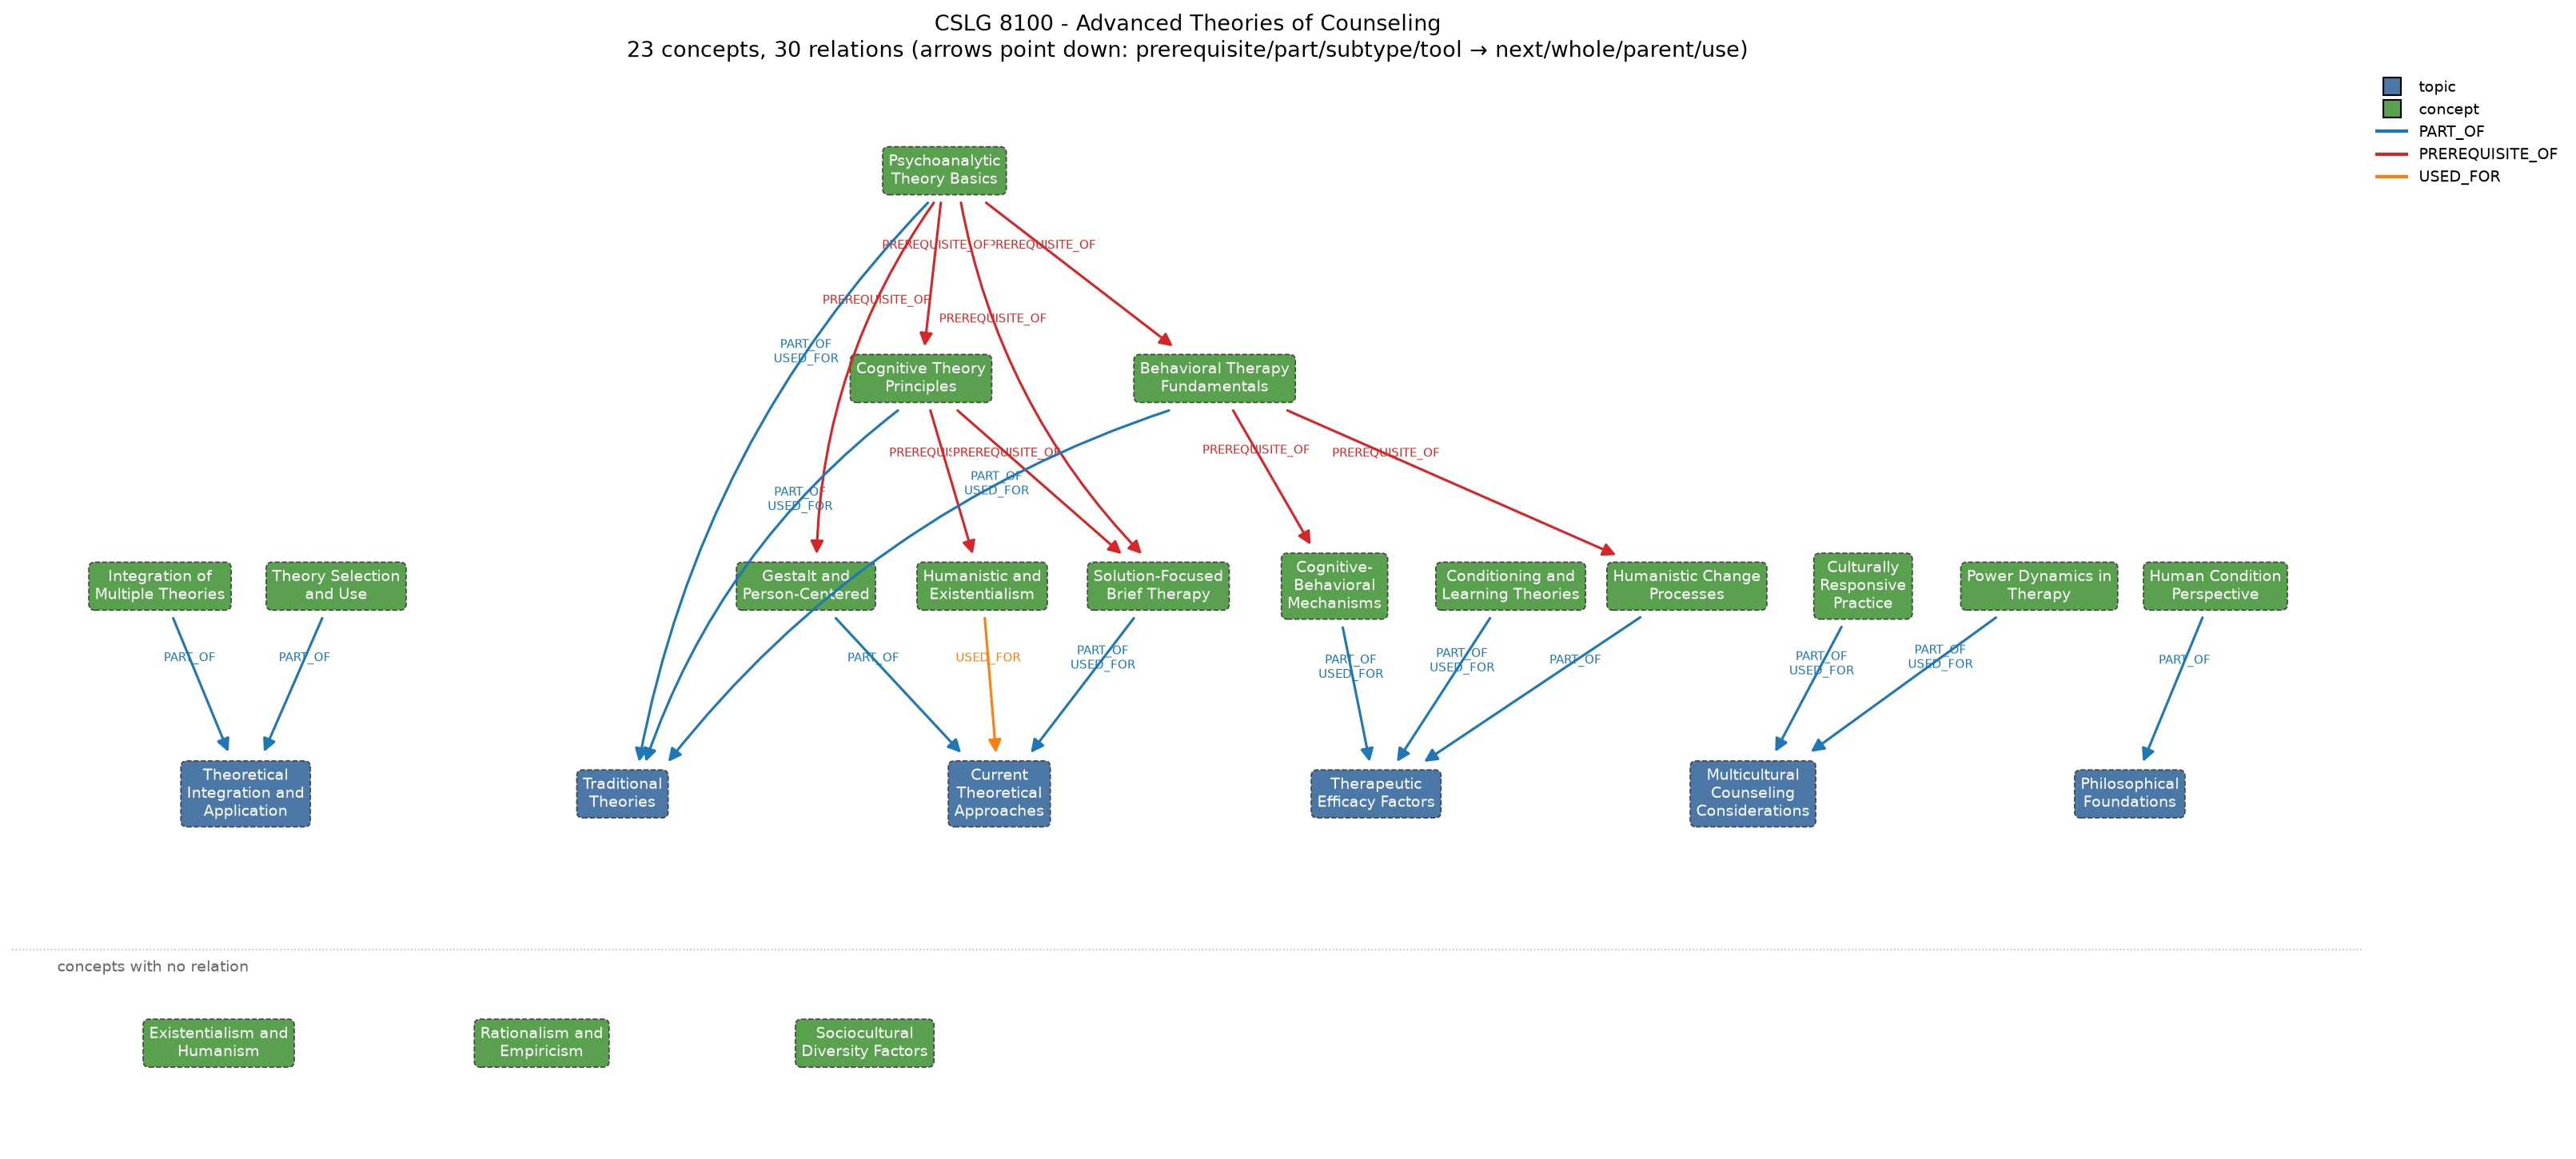 CSLG 8100 - Advanced Theories of Counseling
23 concepts, 30 relations (arrows point down: prerequisite/part/subtype/tool → next/whole/parent/use)
topic
concept
PART_OF
PREREQUISITE_OF
USED_FOR
Psychoanalytic
Theory Basics
PREREQUISITE_OF
PREREQUISITE_OF
PREREQUISITE_OF
PREREQUISITE_OF
PART_OF
USED_FOR
Cognitive Theory
Principles
Behavioral Therapy
Fundamentals
PREREQUISITE_OF
PREREQUISITE_OF
PREREQUISITE_OF
PART_OF
USED_FOR
PART_OF
USED_FOR
Integration of
Multiple Theories
Theory Selection
and Use
Gestalt and
Person-Centered
Humanistic and
Existentialism
Solution-Focused
Brief Therapy
Cognitive-
Behavioral
Mechanisms
Conditioning and
Learning Theories
Humanistic Change
Processes
Culturally
Responsive
Practice
Power Dynamics in
Therapy
Human Condition
Perspective
PART_OF
PART_OF
PART_OF
USED_FOR
PART_OF
USED_FOR
PART_OF
USED_FOR
PART_OF
USED_FOR
PART_OF
PART_OF
USED_FOR
PART_OF
USED_FOR
PART_OF
Theoretical
Integration and
Application
Traditional
Theories
Current
Theoretical
Approaches
Therapeutic
Efficacy Factors
Multicultural
Counseling
Considerations
Philosophical
Foundations
concepts with no relation
Existentialism and
Humanism
Rationalism and
Empiricism
Sociocultural
Diversity Factors